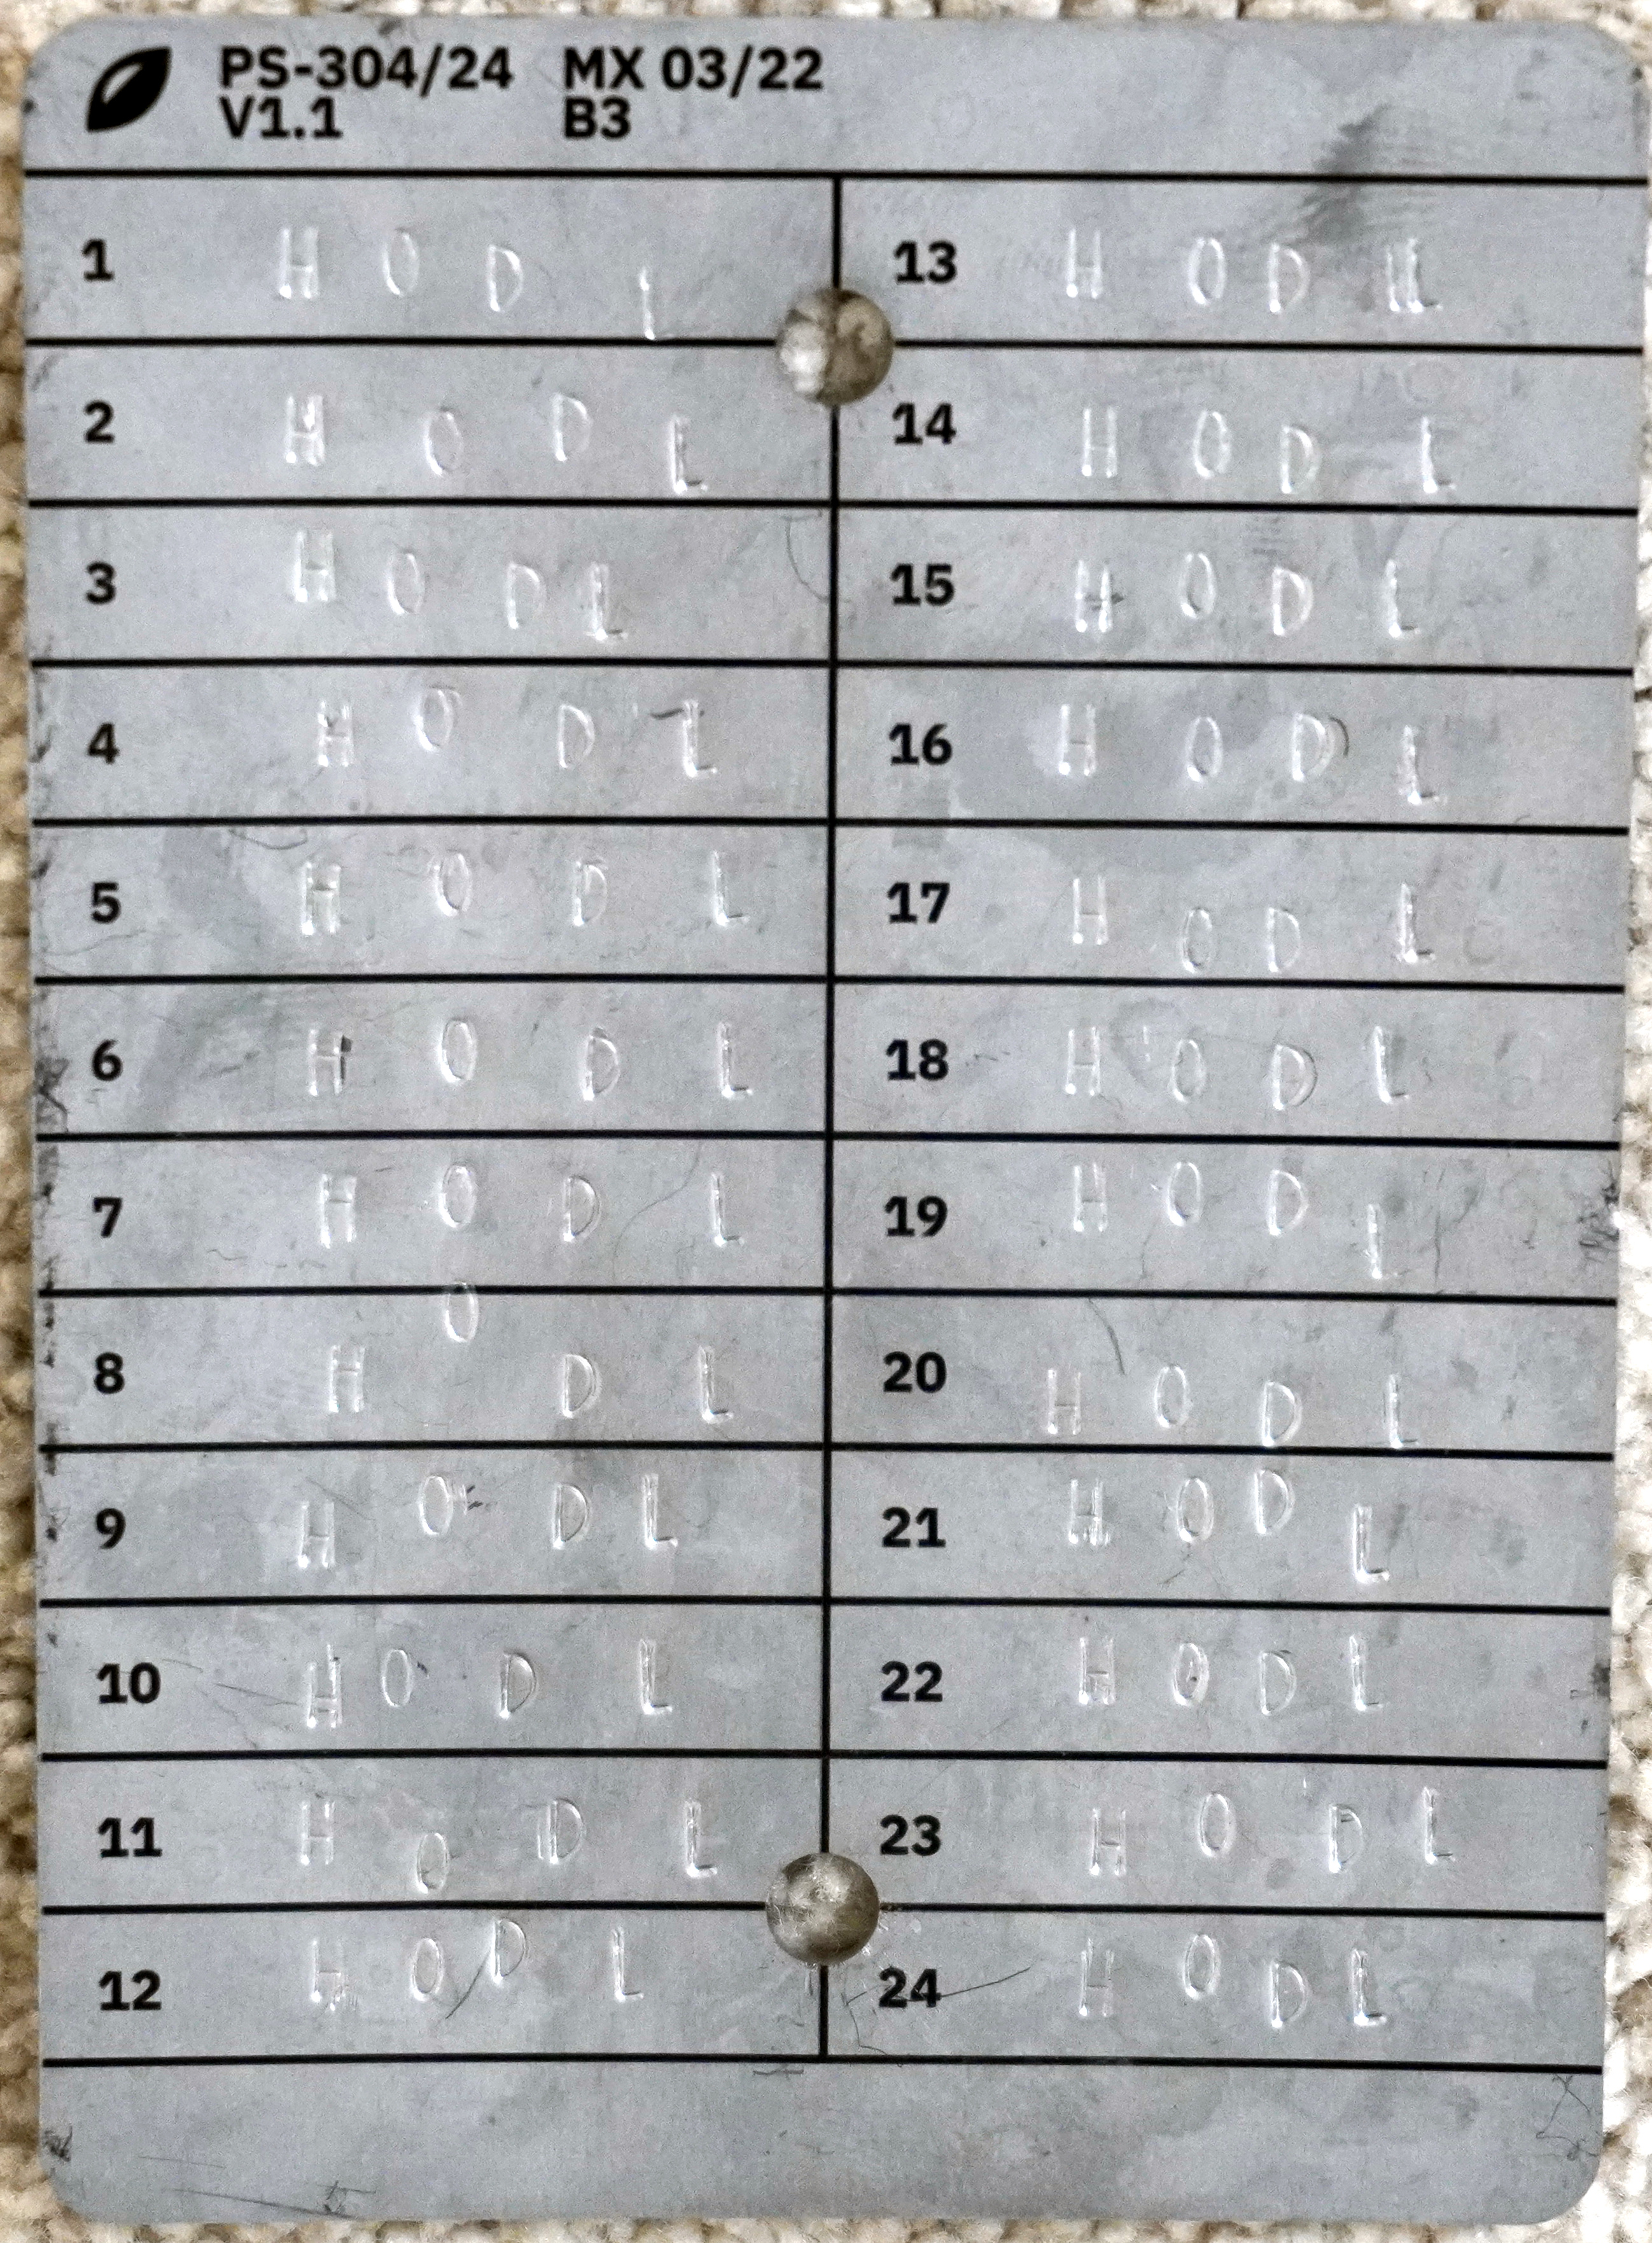 PS-304/24 MX 03/22
V1.1 B3
1 HODL
2 HODL
3 HODL
4 HODL
5 HODL
6 HODL
7 HODL
8 HODL
9 HODL
10 HODL
11 HODL
12 HODL
13 HODL
14 HODL
15 HODL
16 HODL
17 HODL
18 HODL
19 HODL
20 HODL
21 HODL
22 HODL
23 HODL
24 HODL